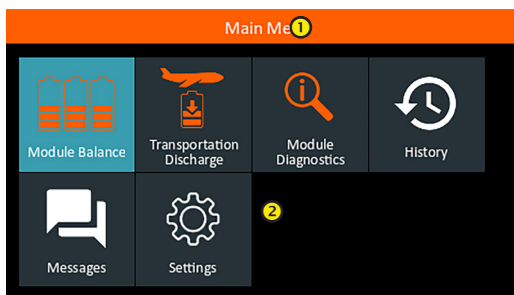 Main Me
1
Module Balance
Transportation
Discharge
Module
Diagnostics
History
Messages
Settings
2